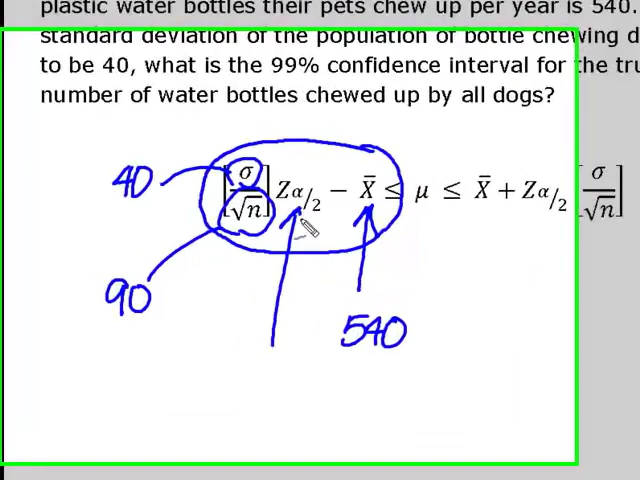 plastic water bottles their pets chew up per year is 540.
standard deviation of the population of bottle chewing d
to be 40, what is the 99% confidence interval for the tru
number of water bottles chewed up by all dogs?
40 [σ/√n] Zα/2 − X̄ ≤ μ ≤ X̄ + Zα/2 [σ/√n]
90
540